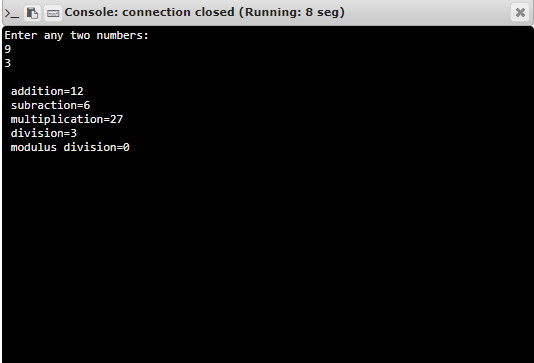 Console: connection closed (Running: 8 seg)
Enter any two numbers:
9
3
addition=12
subraction=6
multiplication=27
division=3
modulus division=0